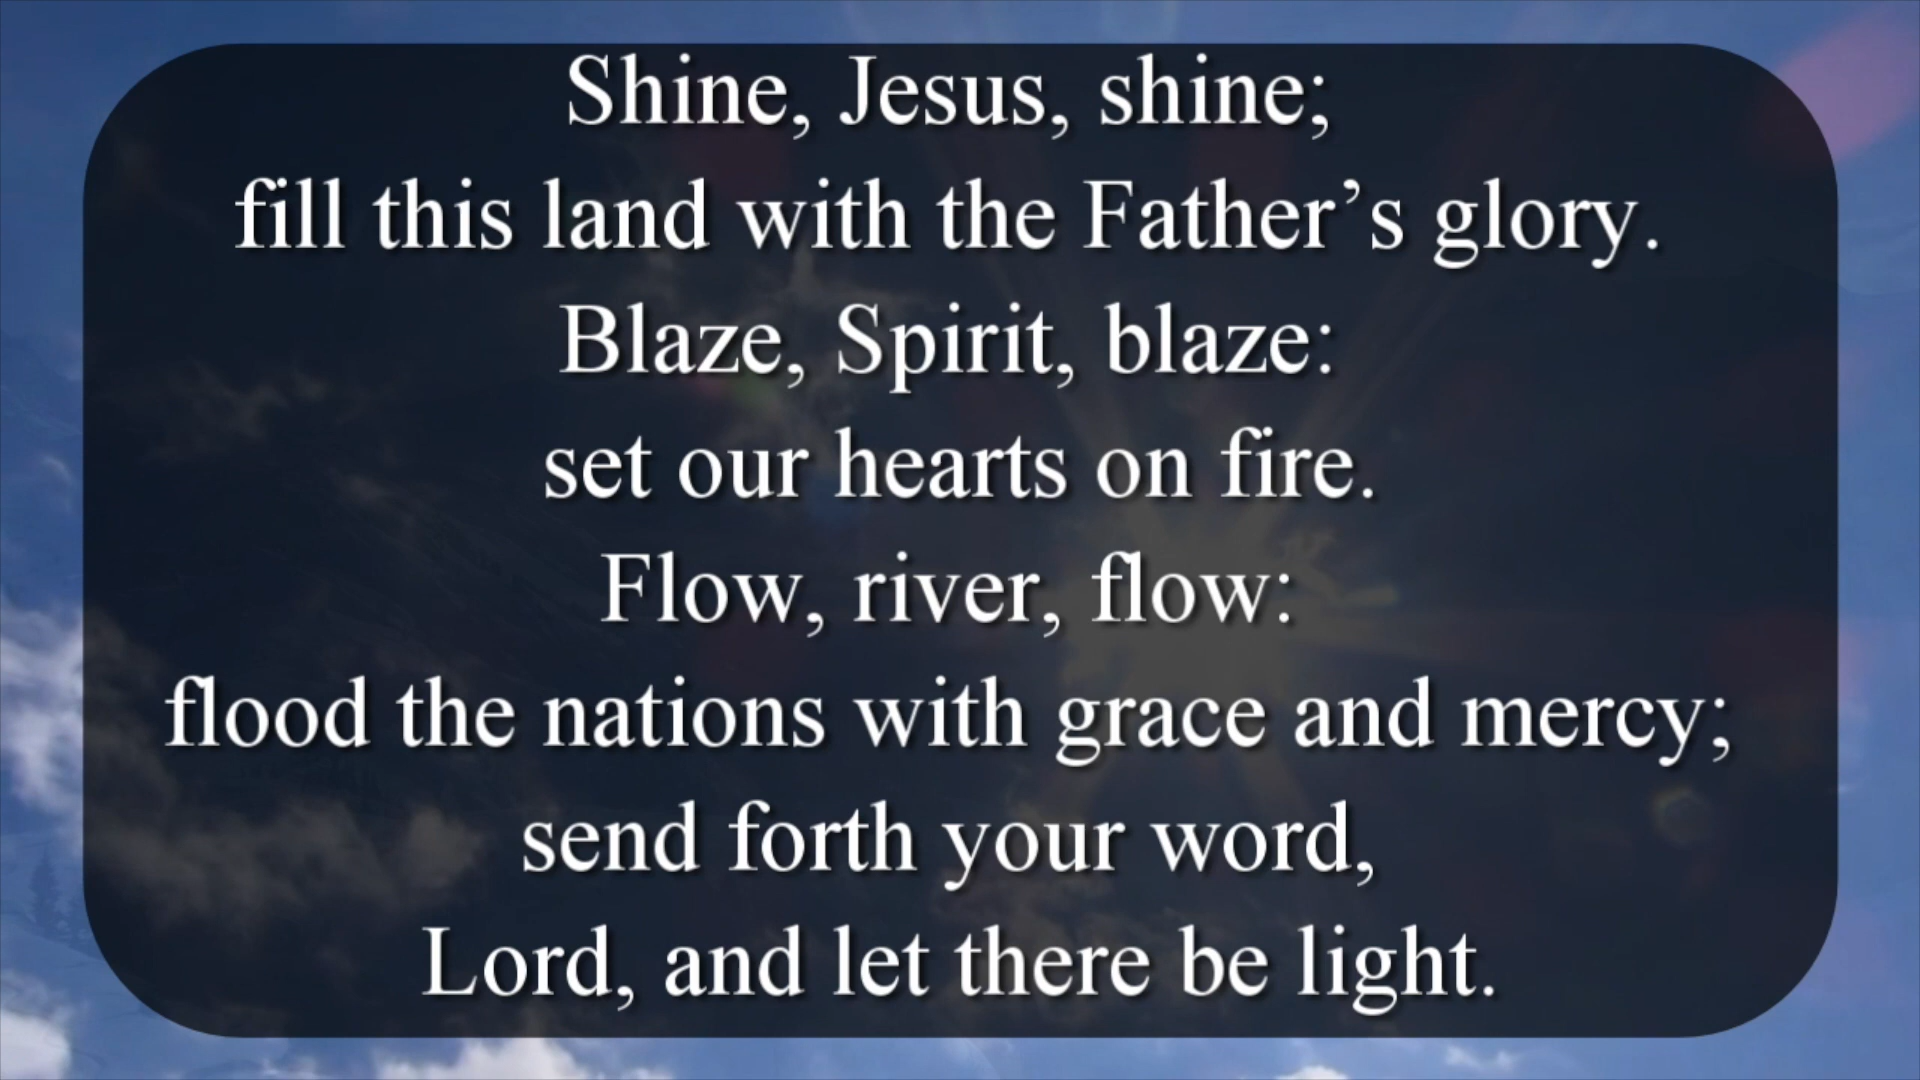 Shine, Jesus, shine;
fill this land with the Father’s glory.
Blaze, Spirit, blaze:
set our hearts on fire.
Flow, river, flow:
flood the nations with grace and mercy;
send forth your word,
Lord, and let there be light.